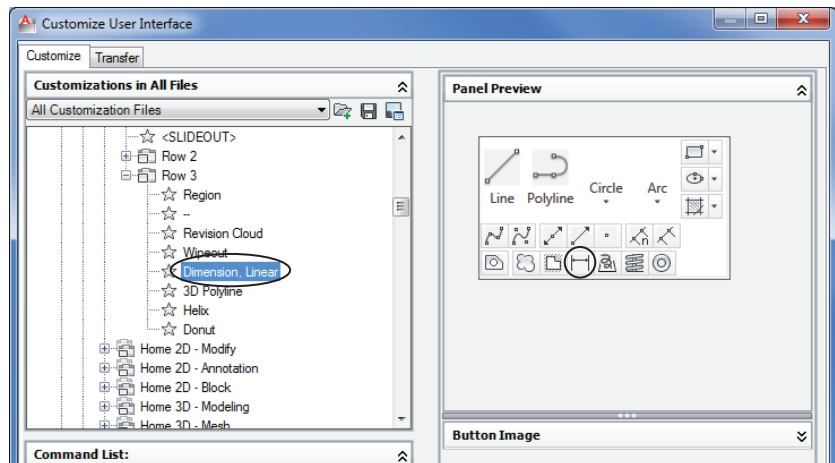 Customize User Interface
Customize Transfer
Customizations in All Files
All Customization Files
<SLIDEOUT>
Row 2
Row 3
Region
--
Revision Cloud
Wipeout
Dimension, Linear
3D Polyline
Helix
Donut
Home 2D - Modify
Home 2D - Annotation
Home 2D - Block
Home 3D - Modeling
Home 3D - Mesh
Command List:
Panel Preview
Line Polyline Circle Arc
Button Image